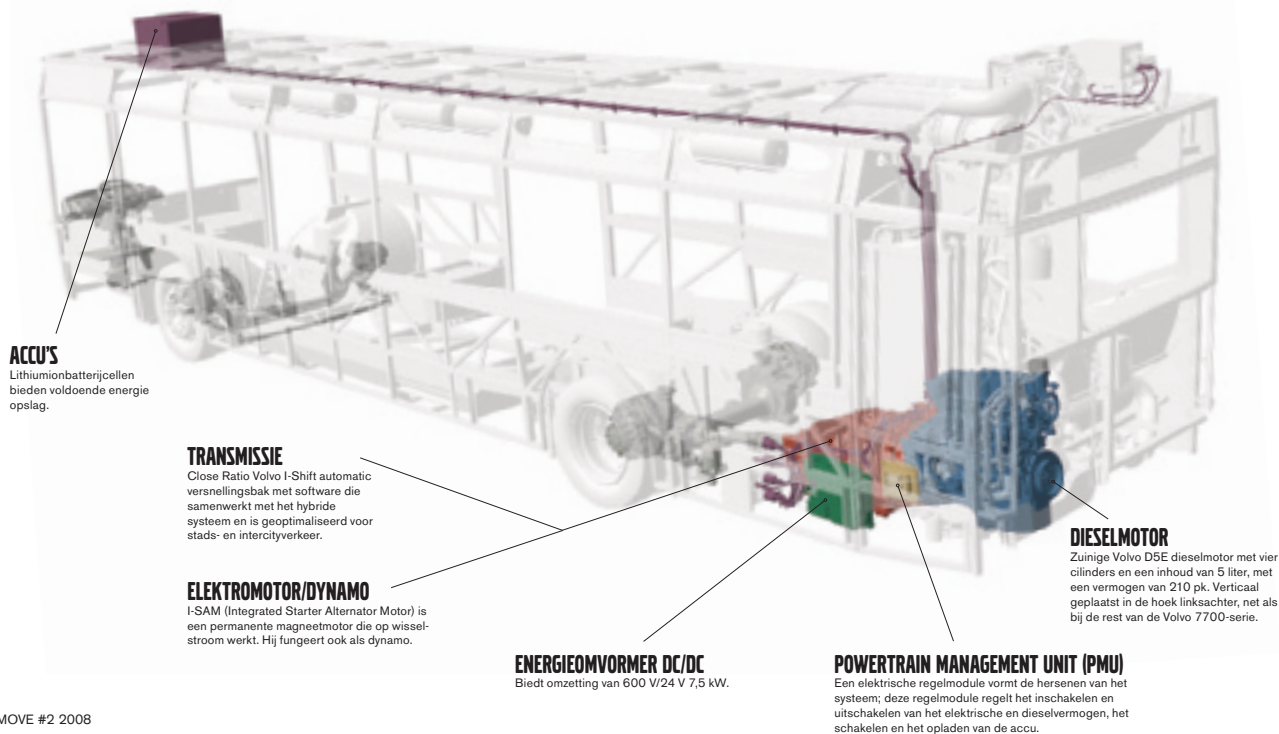 ACCU'S
Lithiumionbatterijcellen
bieden voldoende energie
opslag.
TRANSMISSIE
Close Ratio Volvo I-Shift automatic
versnellingsbak met software die
samenwerkt met het hybride
systeem en is geoptimaliseerd voor
stads- en intercityverkeer.
ELEKTROMOTOR/DYNAMO
I-SAM (Integrated Starter Alternator Motor) is
een permanente magneetmotor die op wissel-
stroom werkt. Hij fungeert ook als dynamo.
ENERGIEOMVORMER DC/DC
Biedt omzetting van 600 V/24 V 7,5 kW.
POWERTRAIN MANAGEMENT UNIT (PMU)
Een elektrische regelmodule vormt de hersenen van het
systeem; deze regelmodule regelt het inschakelen en
uitschakelen van het elektrische en dieselvermogen, het
schakelen en het opladen van de accu.
DIESELMOTOR
Zuinige Volvo D5E dieselmotor met vier
cilinders en een inhoud van 5 liter, met
een vermogen van 210 pk. Verticaal
geplaatst in de hoek linksachter, net als
bij de rest van de Volvo 7700-serie.
MOVE #2 2008